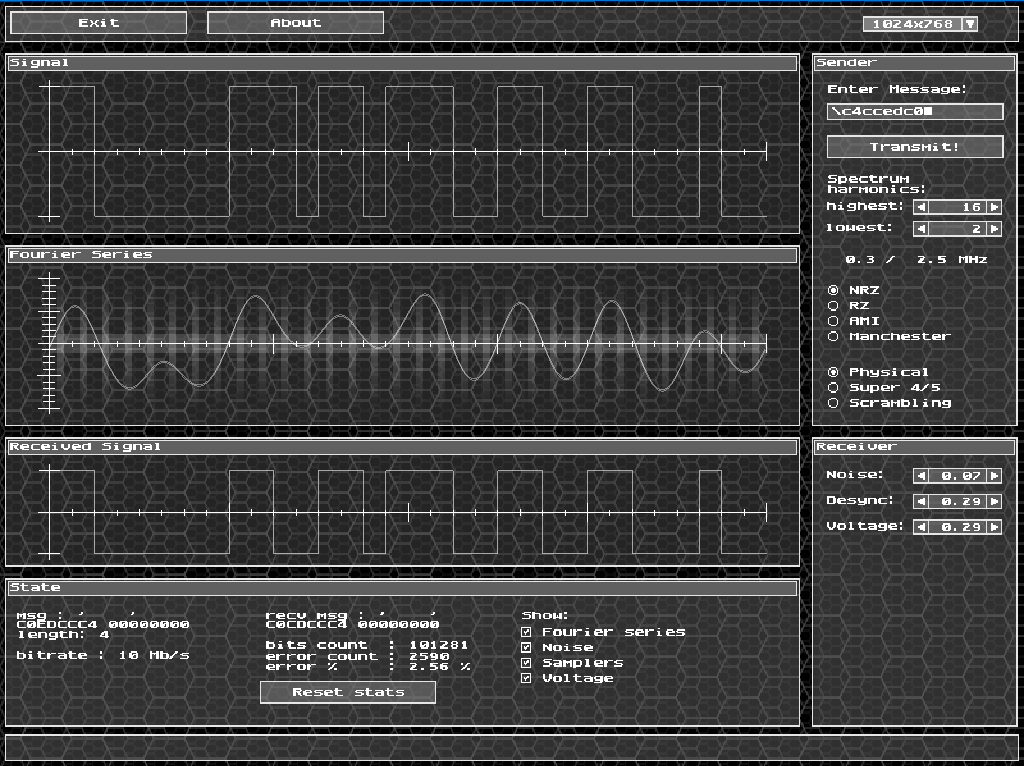 Exit About 1024x768
Signal
Fourier Series
Received Signal
Sender
Enter Message:
\c4ccedc0
Transmit!
Spectrum
harmonics:
highest: 16
lowest: 2
0.3 / 2.5 MHz
NRZ
RZ
AMI
Manchester
Physical
Super 4/5
Scrambling
Receiver
Noise: 0.07
Desync: 0.29
Voltage: 0.29
State
msg : ' '
C0EDCCC4 00000000
length: 4
bitrate : 10 Mb/s
recv msg : ' '
C0CDCCC4 00000000
bits count : 101281
error count : 2590
error % : 2.56 %
Reset stats
Show:
Fourier series
Noise
Samplers
Voltage